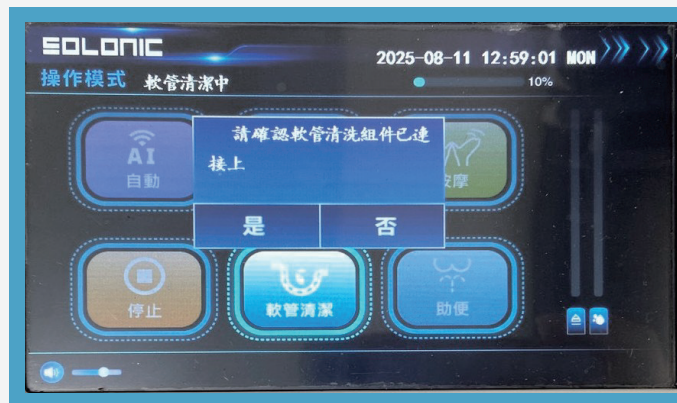 SOLONIC
2025-08-11 12:59:01 MON
操作模式 軟管清潔中
10%
請確認軟管清洗組件已連
接上
是 否
AI
自動
按摩
停止
軟管清潔
助便